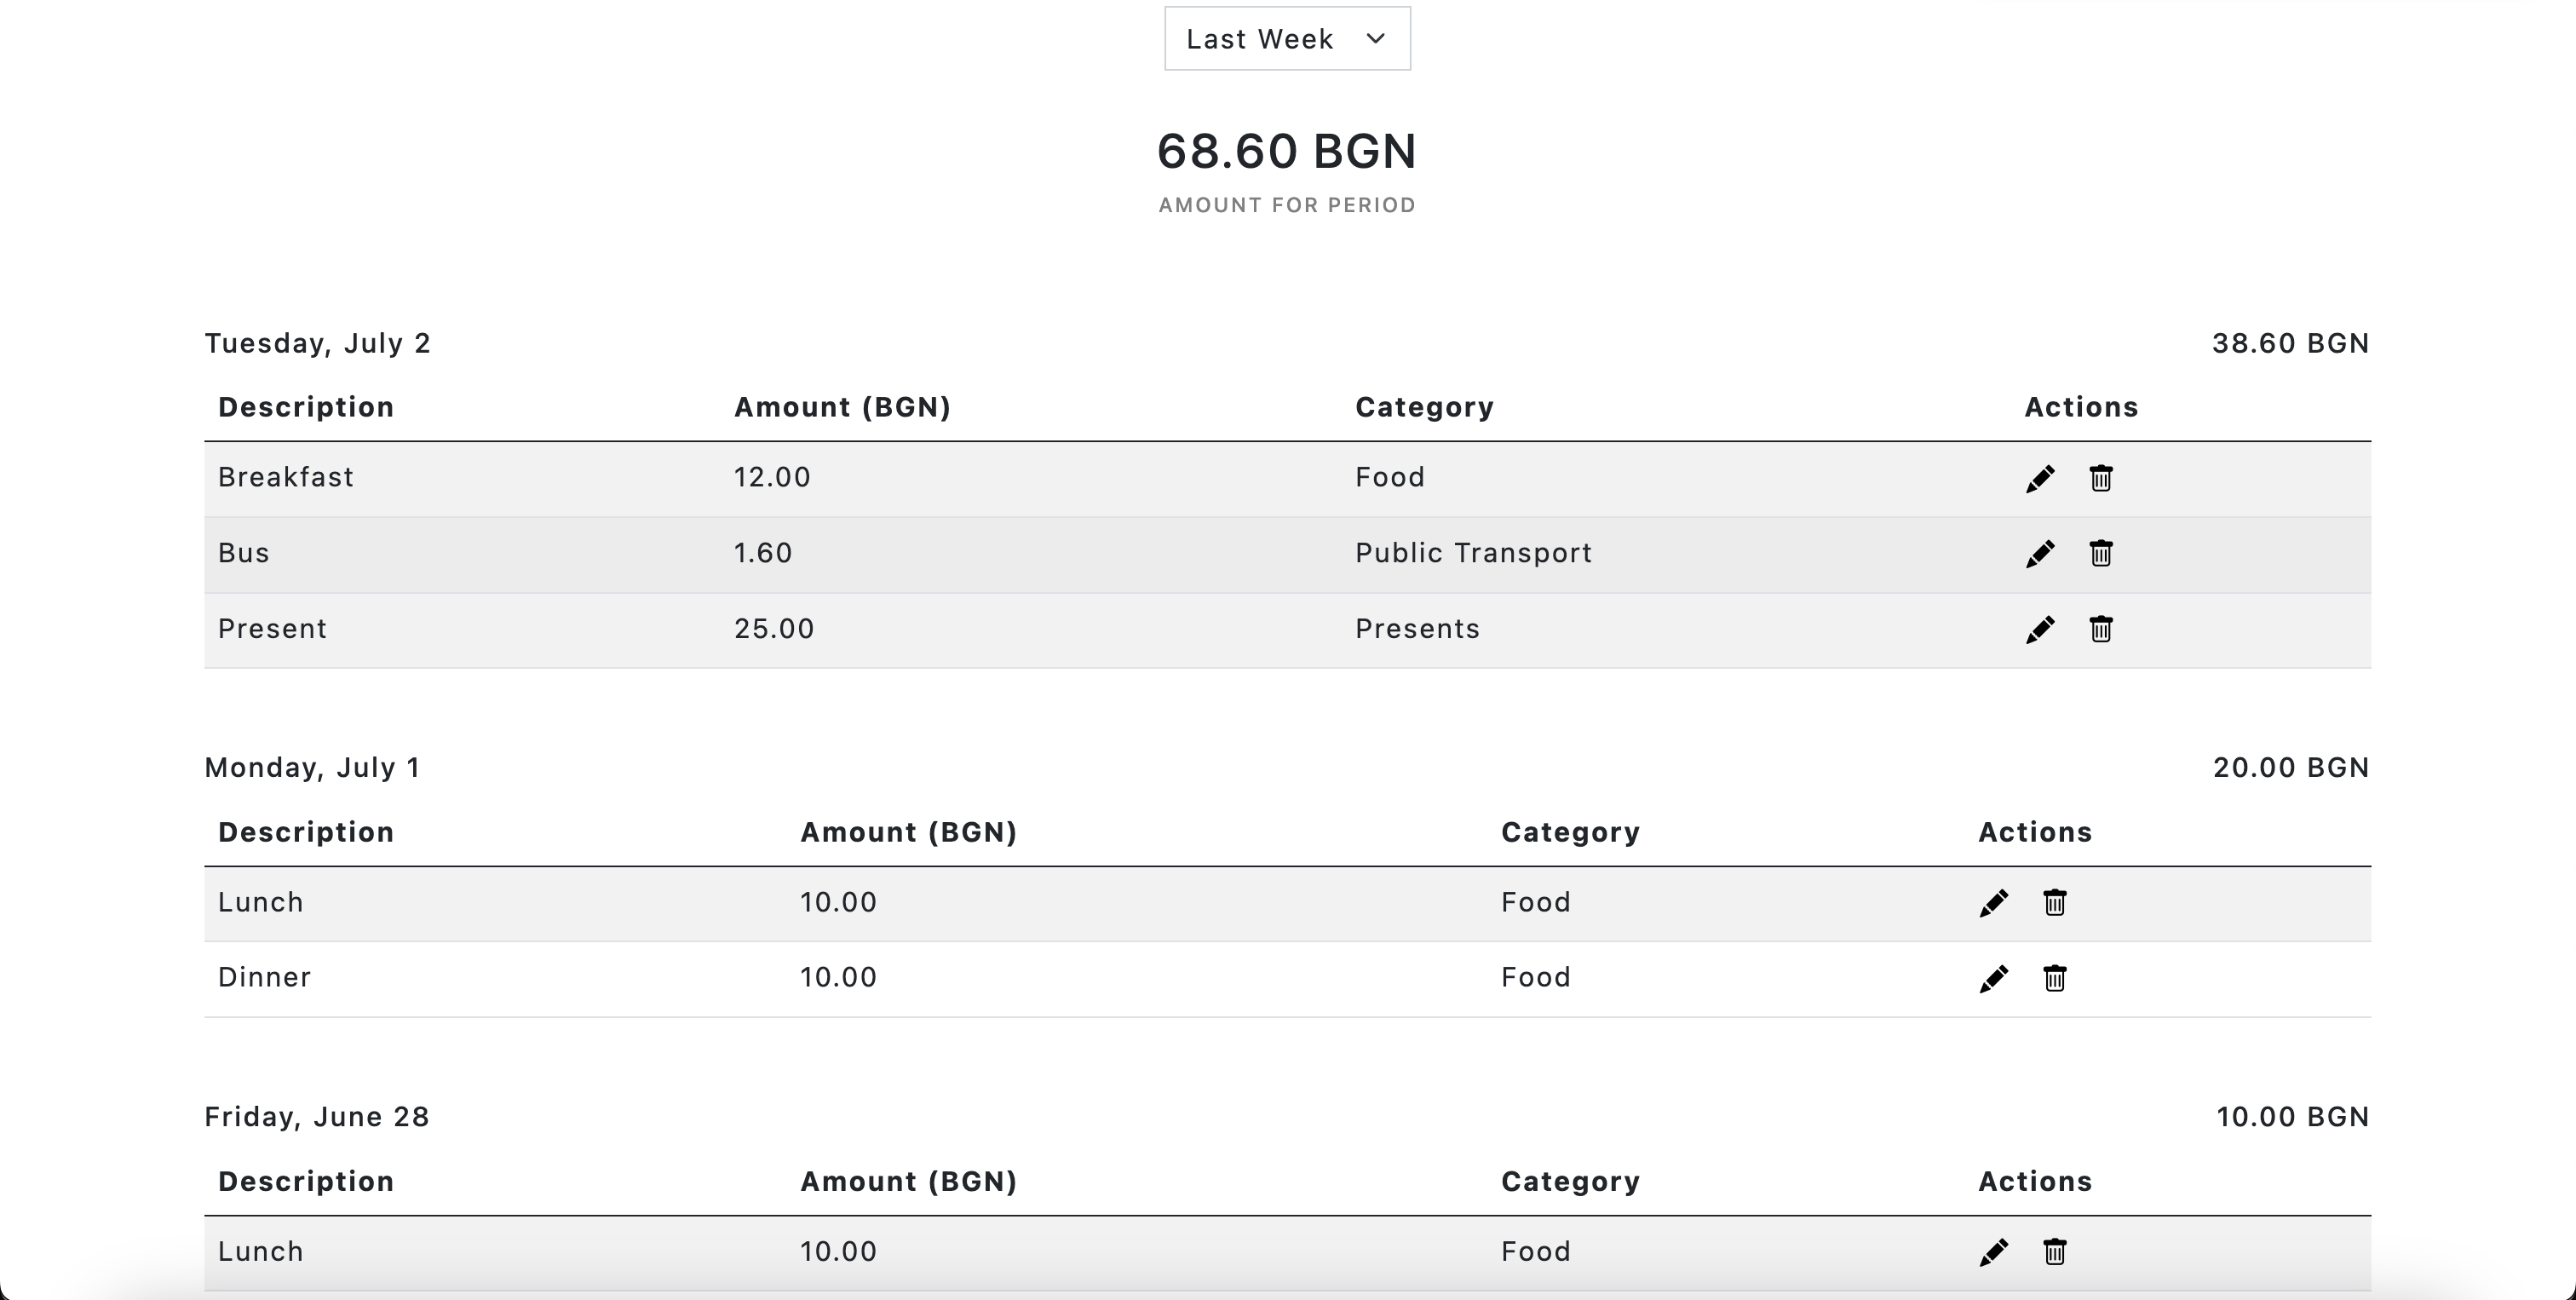 Last Week
68.60 BGN
AMOUNT FOR PERIOD
Tuesday, July 2 38.60 BGN
Description Amount (BGN) Category Actions
Breakfast 12.00 Food
Bus 1.60 Public Transport
Present 25.00 Presents
Monday, July 1 20.00 BGN
Description Amount (BGN) Category Actions
Lunch 10.00 Food
Dinner 10.00 Food
Friday, June 28 10.00 BGN
Description Amount (BGN) Category Actions
Lunch 10.00 Food